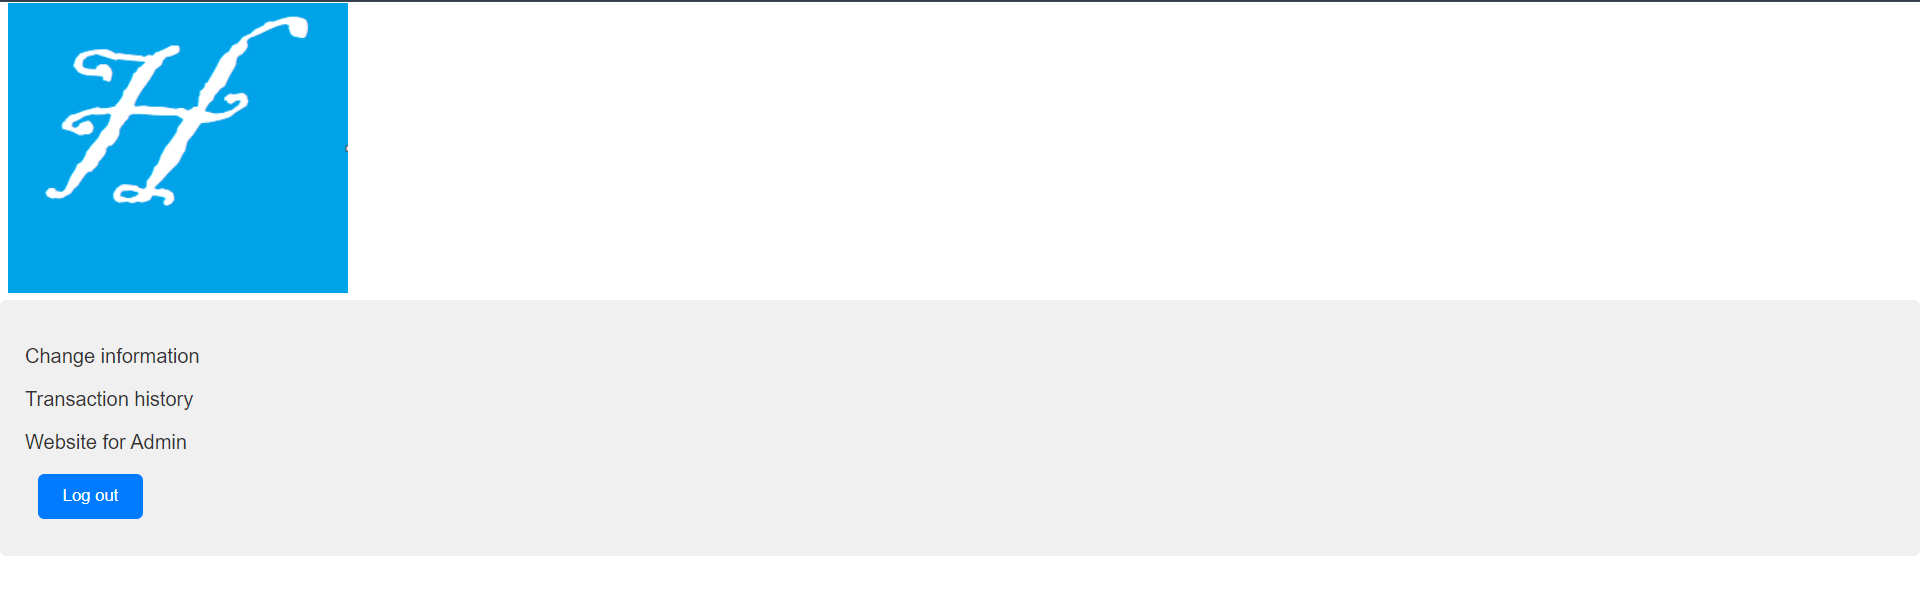 H
Change information
Transaction history
Website for Admin
Log out